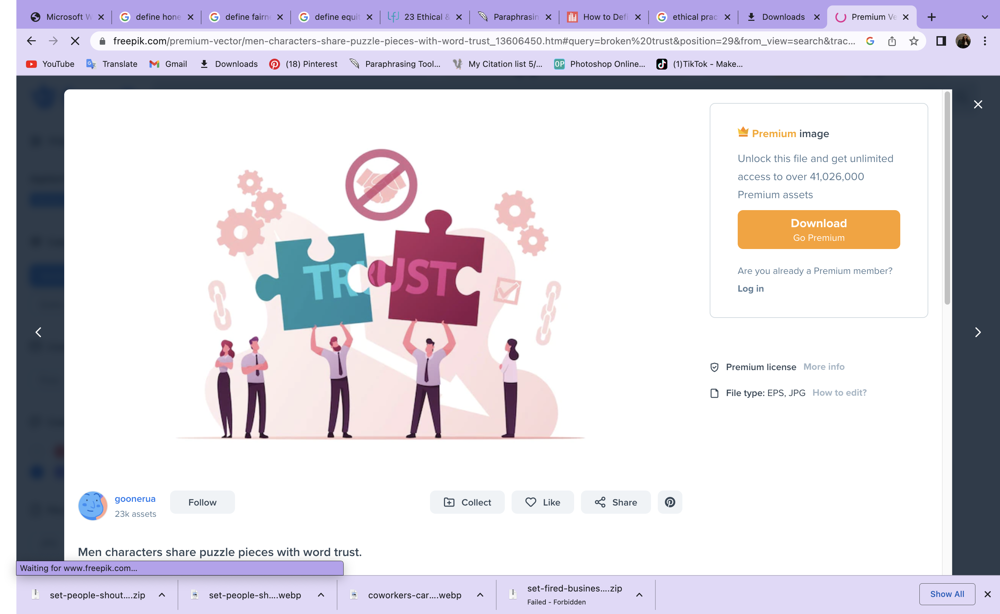 Microsoft W
define hone
define fairne
define equit
23 Ethical &
Paraphrasin
How to Defi
ethical prac
Downloads
Premium Ve
freepik.com/premium-vector/men-characters-share-puzzle-pieces-with-word-trust_13606450.htm#query=broken%20trust&position=29&from_view=search&trac...
YouTube
Translate
Gmail
Downloads
(18) Pinterest
Paraphrasing Tool...
My Citation list 5/...
OP
Photoshop Online...
(1)TikTok - Make...
TRUST
Premium image
Unlock this file and get unlimited
access to over 41,026,000
Premium assets
Download
Go Premium
Are you already a Premium member?
Log in
Premium license More info
File type: EPS, JPG How to edit?
goonerua
23k assets
Follow
Collect
Like
Share
Men characters share puzzle pieces with word trust.
Waiting for www.freepik.com...
set-people-shout....zip
set-people-sh....webp
coworkers-car....webp
set-fired-busines....zip
Failed - Forbidden
Show All